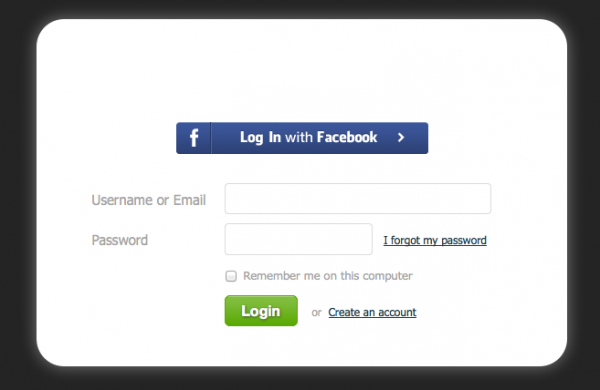 f Log In with Facebook
Username or Email
Password I forgot my password
Remember me on this computer
Login or Create an account